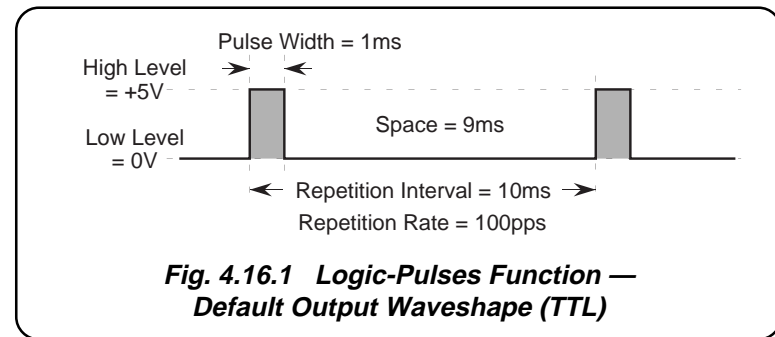 Pulse Width = 1ms
High Level
= +5V
Space = 9ms
Low Level
= 0V
Repetition Interval = 10ms
Repetition Rate = 100pps
Fig. 4.16.1 Logic-Pulses Function —
Default Output Waveshape (TTL)